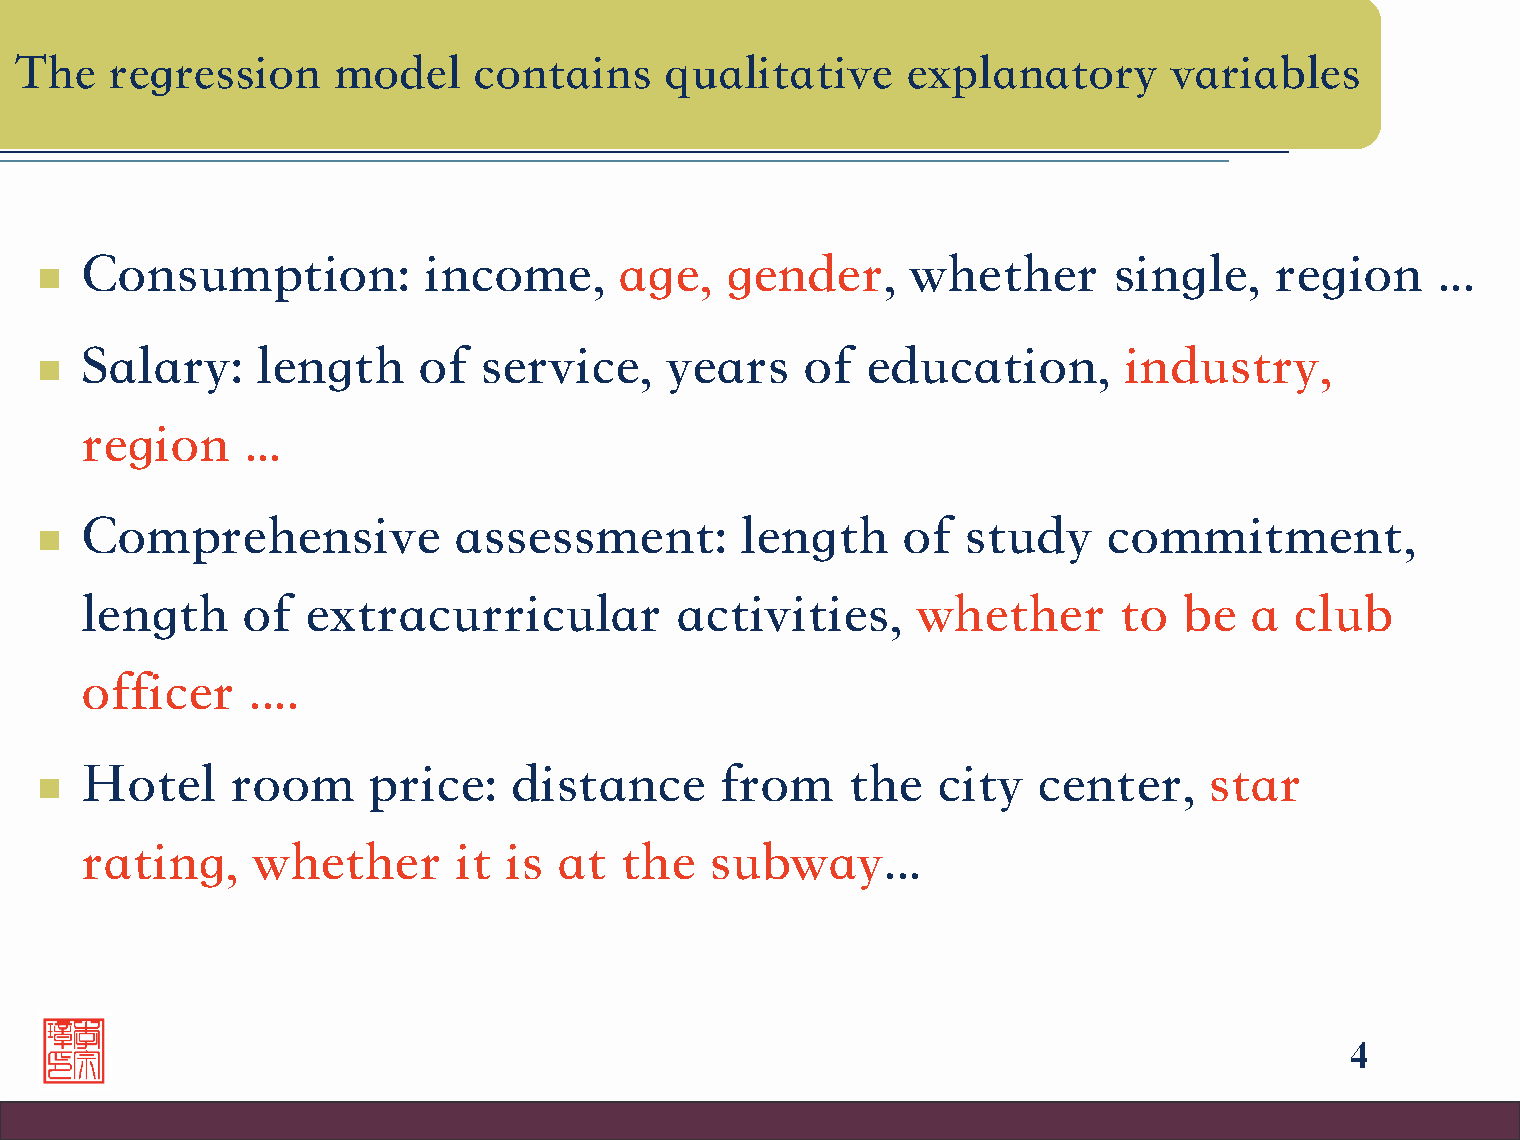 The regression model contains qualitative explanatory variables
Consumption: income, age, gender, whether single, region ...
Salary: length of service, years of education, industry,
region ...
Comprehensive assessment: length of study commitment,
length of extracurricular activities, whether to be a club
officer ....
Hotel room price: distance from the city center, star
rating, whether it is at the subway...
4